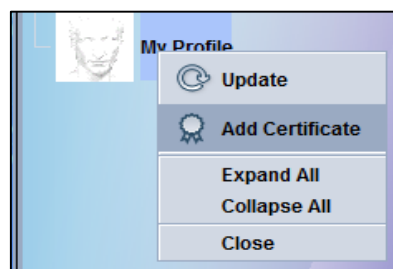 My Profile
Update
Add Certificate
Expand All
Collapse All
Close